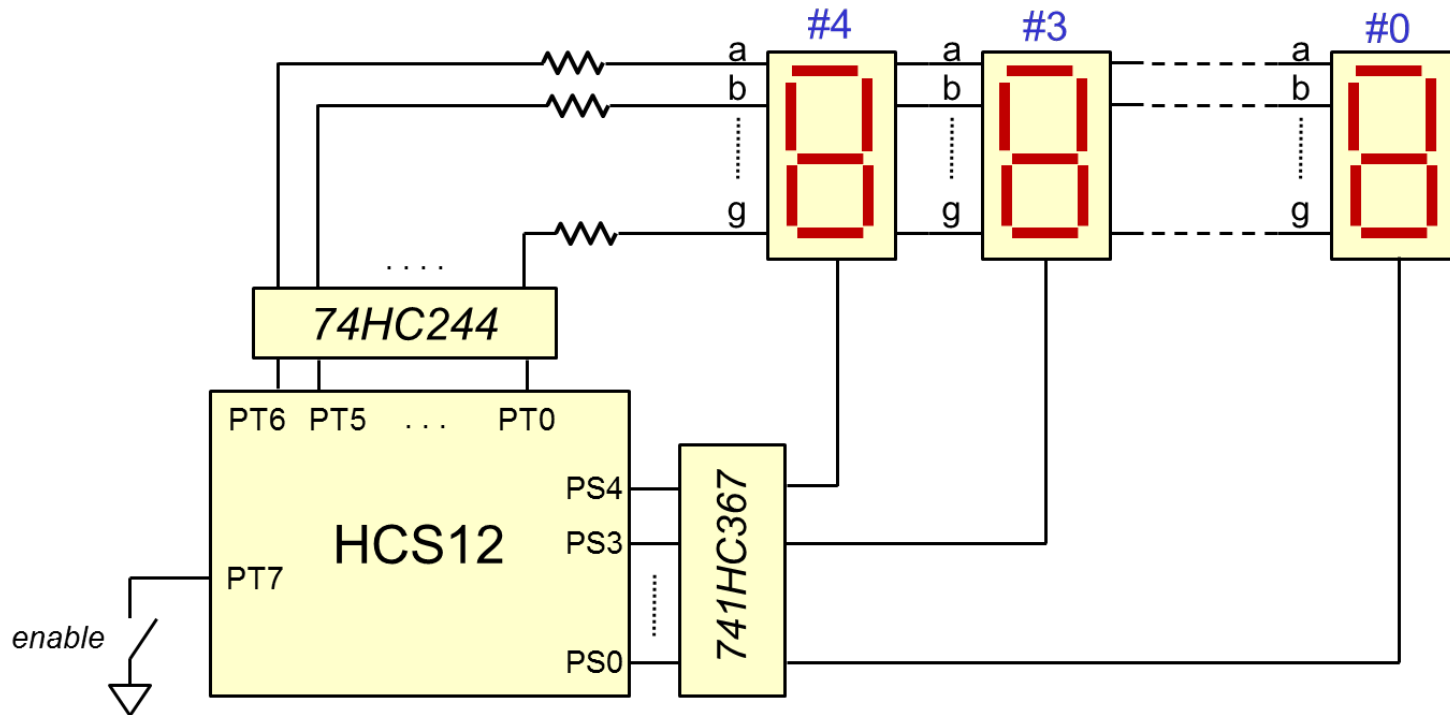 #4 #3 #0
a a a
b b b
g g g
. . . .
74HC244
PT6 PT5 . . . PT0
PS4
HCS12
PS3
741HC367
PT7
enable
PS0